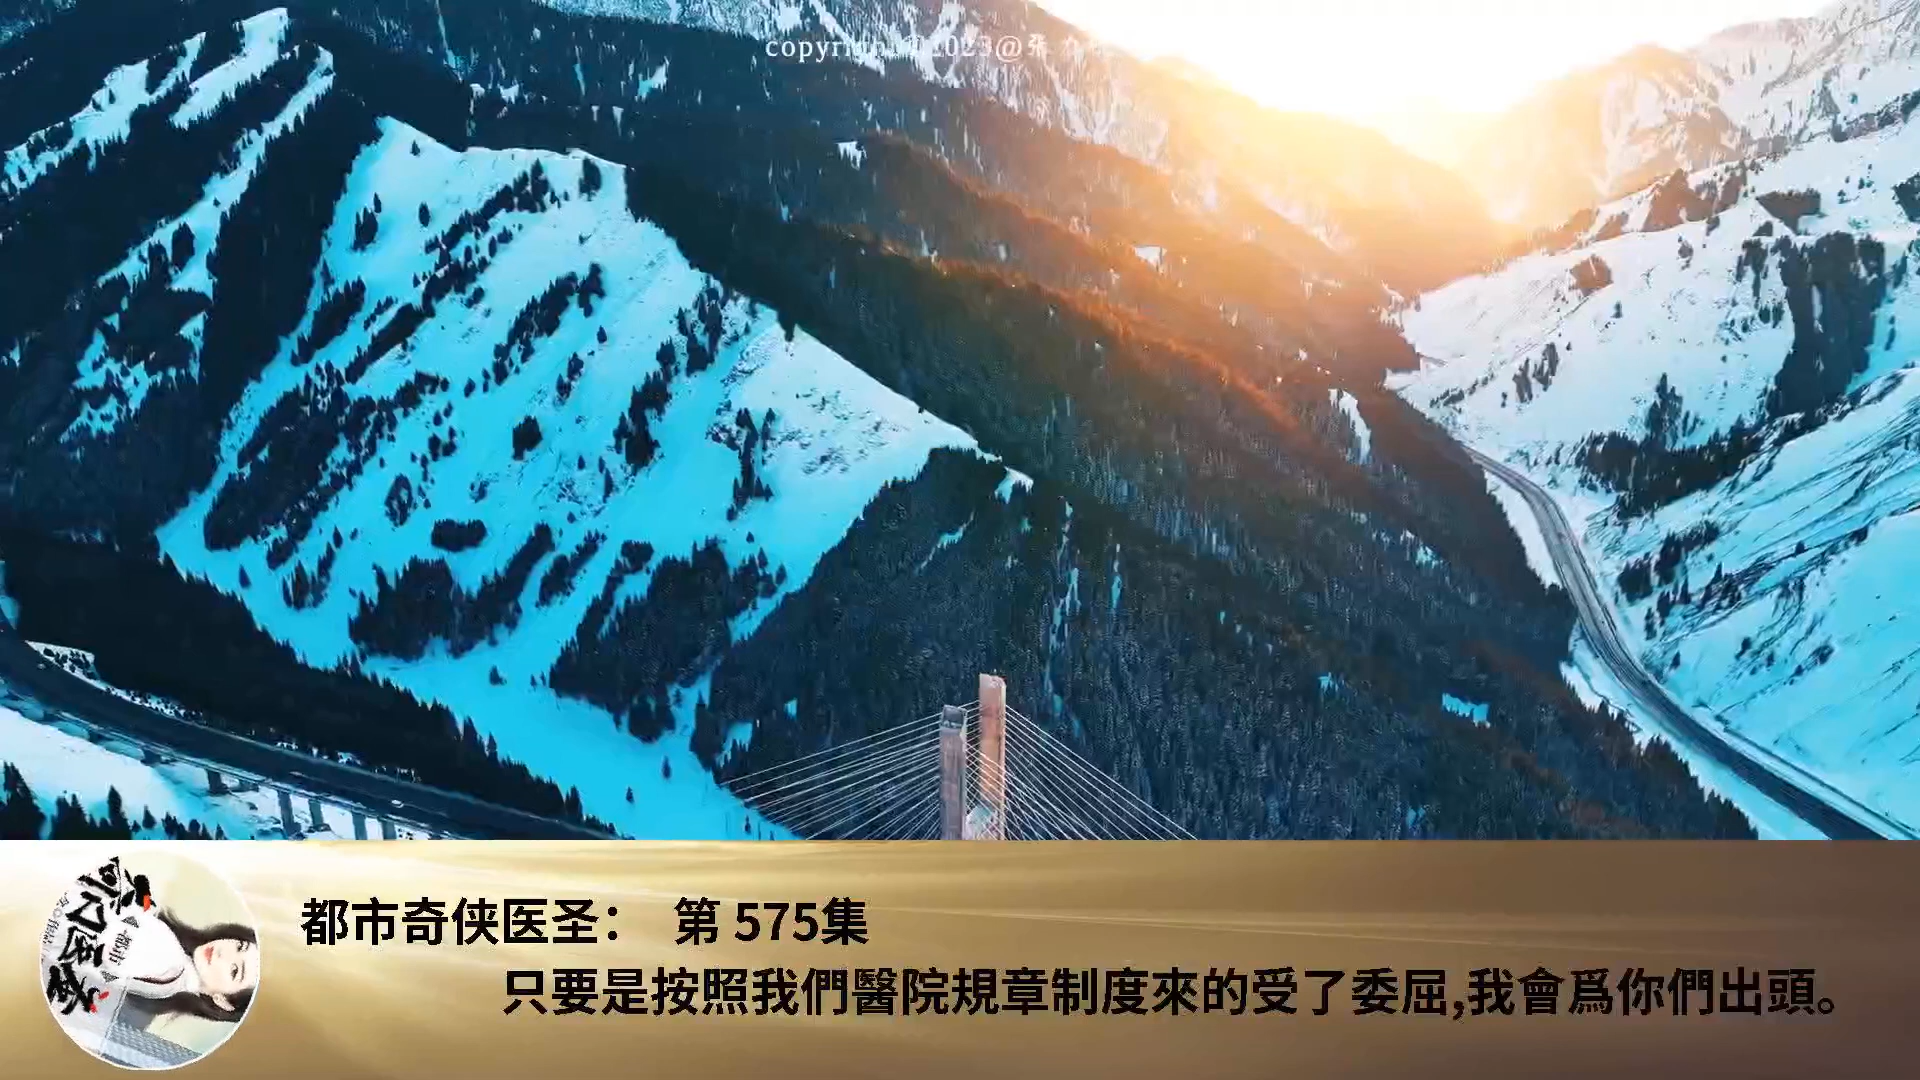 都市奇侠医圣： 第 575集
只要是按照我們醫院規章制度來的受了委屈,我會爲你們出頭。